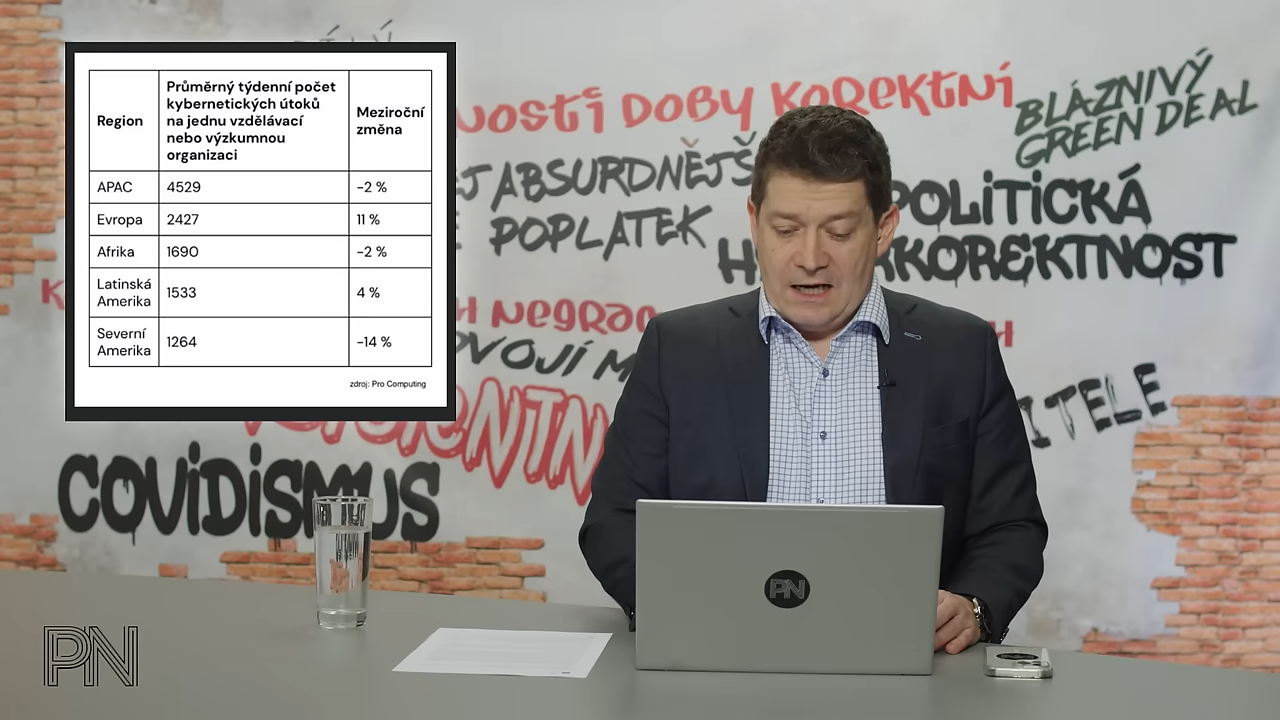 Region
Průměrný týdenní počet
kybernetických útoků
na jednu vzdělávací
nebo výzkumnou
organizaci
Meziroční
změna
APAC 4529 -2 %
Evropa 2427 11 %
Afrika 1690 -2 %
Latinská
Amerika
1533 4 %
Severní
Amerika
1264 -14 %
zdroj: Pro Computing
DOBY KOREKTNÍ
BLÁZNIVÝ
GREEN DEAL
POPLATEK
POLITICKÁ
COVIDISMUS
PN
PN